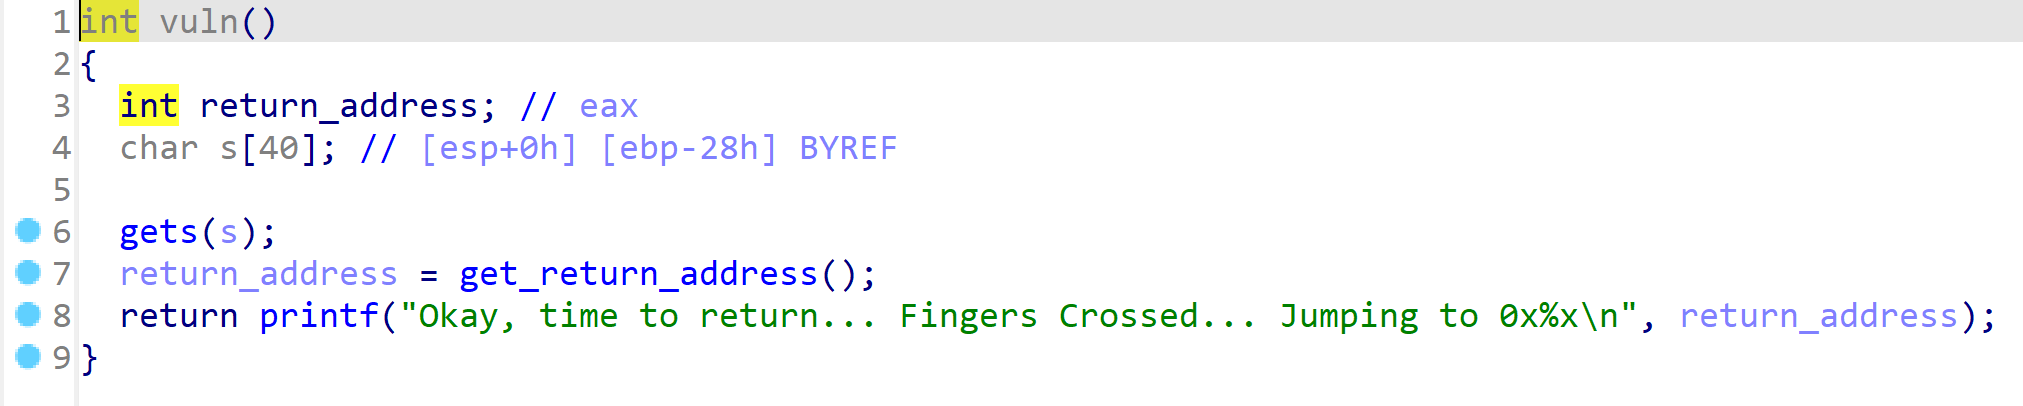 1 int vuln()
2 {
3   int return_address; // eax
4   char s[40]; // [esp+0h] [ebp-28h] BYREF
5
6   gets(s);
7   return_address = get_return_address();
8   return printf("Okay, time to return... Fingers Crossed... Jumping to 0x%x\n", return_address);
9 }